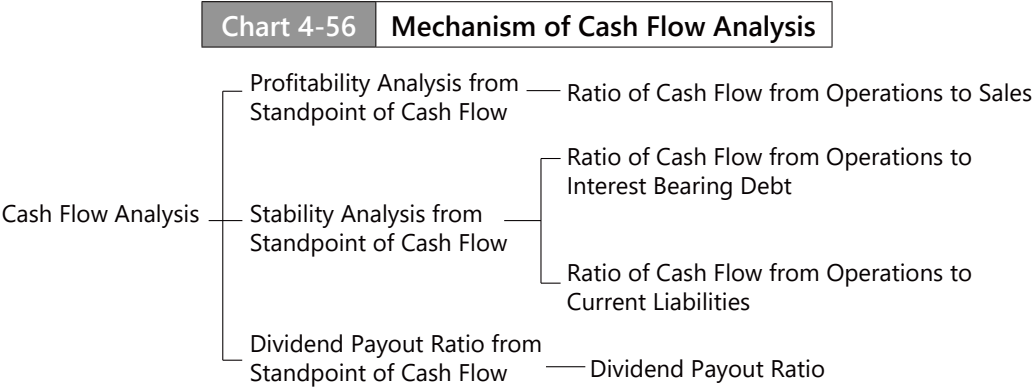 Chart 4-56 Mechanism of Cash Flow Analysis
Cash Flow Analysis
Profitability Analysis from
Standpoint of Cash Flow
Ratio of Cash Flow from Operations to Sales
Stability Analysis from
Standpoint of Cash Flow
Ratio of Cash Flow from Operations to
Interest Bearing Debt
Ratio of Cash Flow from Operations to
Current Liabilities
Dividend Payout Ratio from
Standpoint of Cash Flow
Dividend Payout Ratio